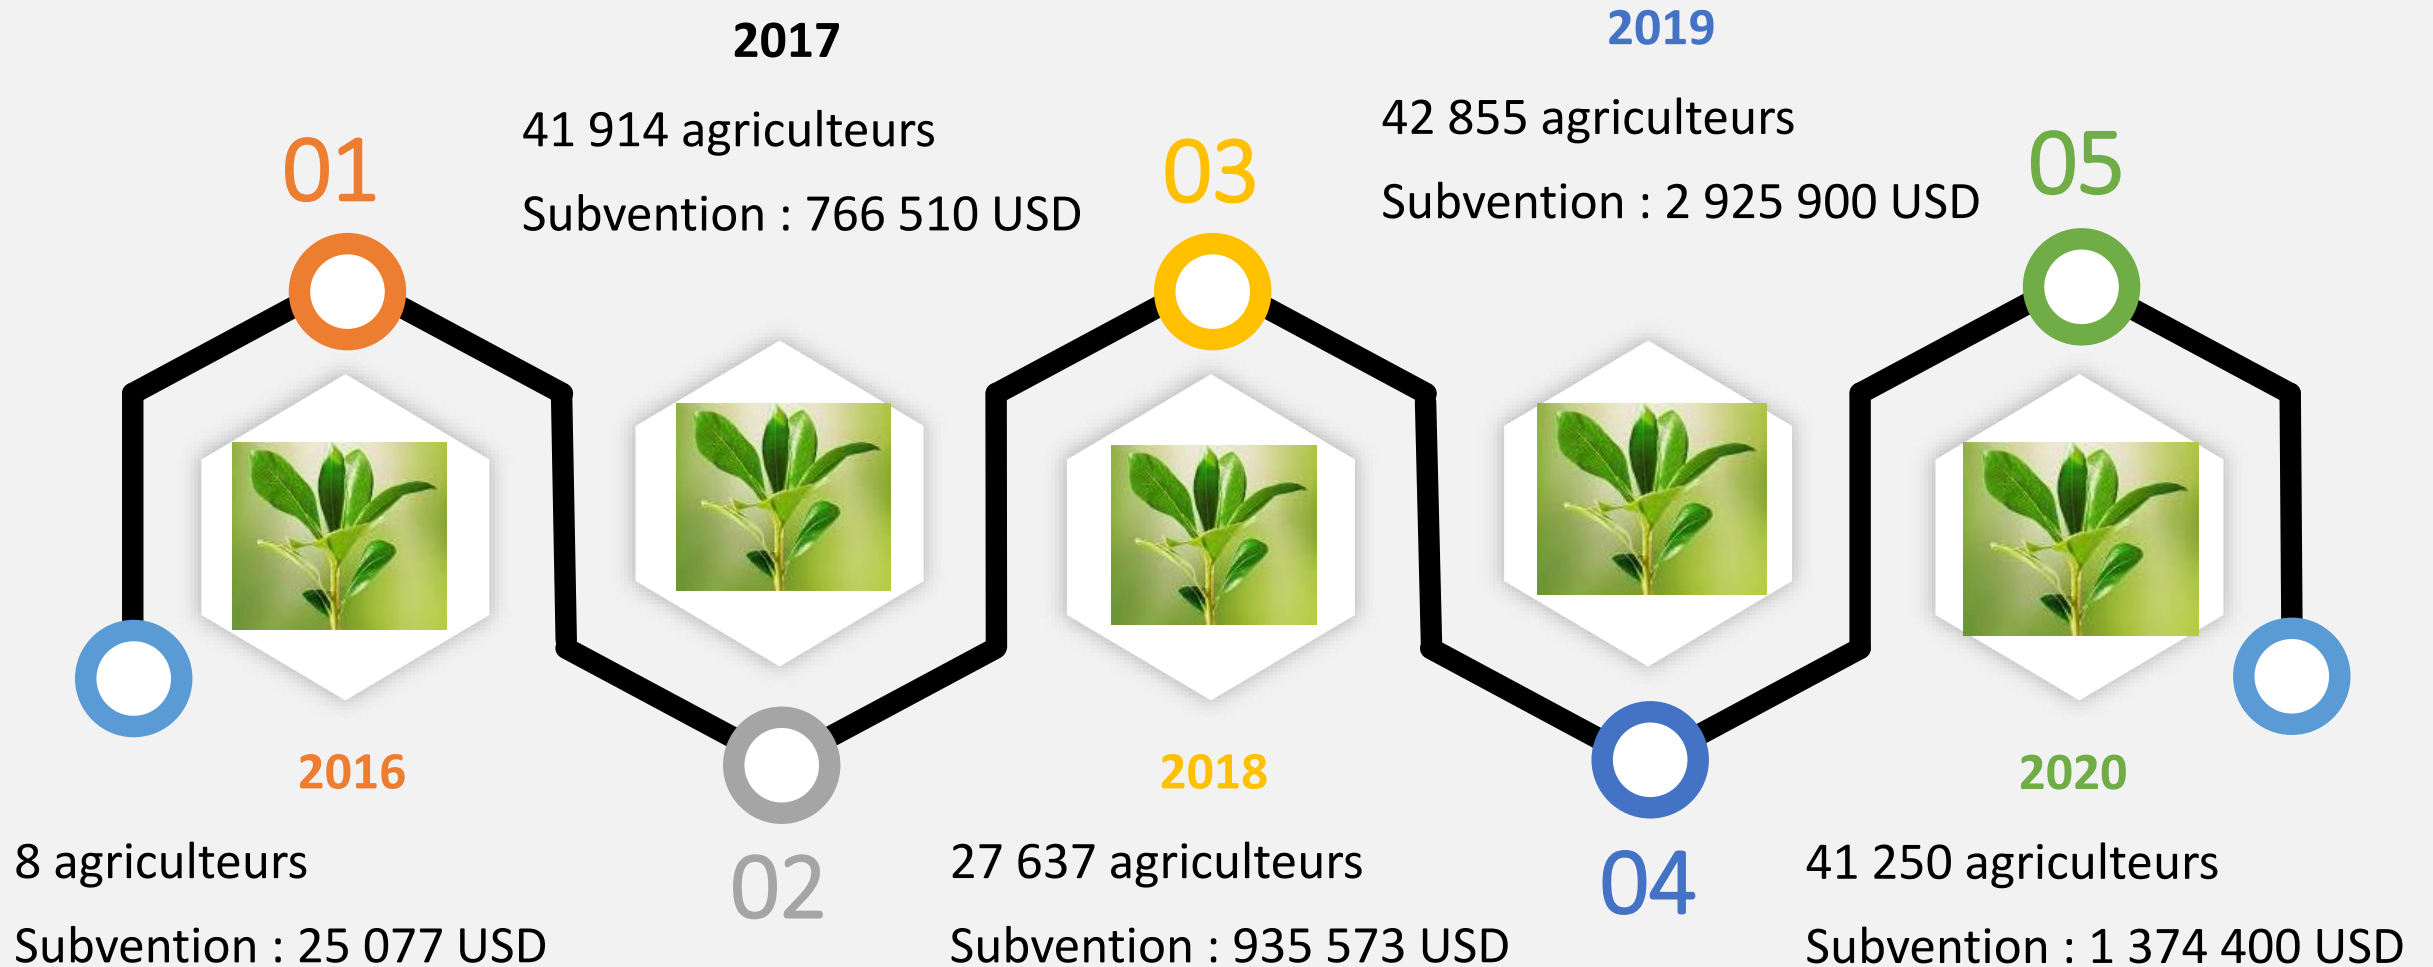 01
2016
8 agriculteurs
Subvention : 25 077 USD
2017
41 914 agriculteurs
Subvention : 766 510 USD
02
03
2018
27 637 agriculteurs
Subvention : 935 573 USD
2019
42 855 agriculteurs
Subvention : 2 925 900 USD
04
05
2020
41 250 agriculteurs
Subvention : 1 374 400 USD